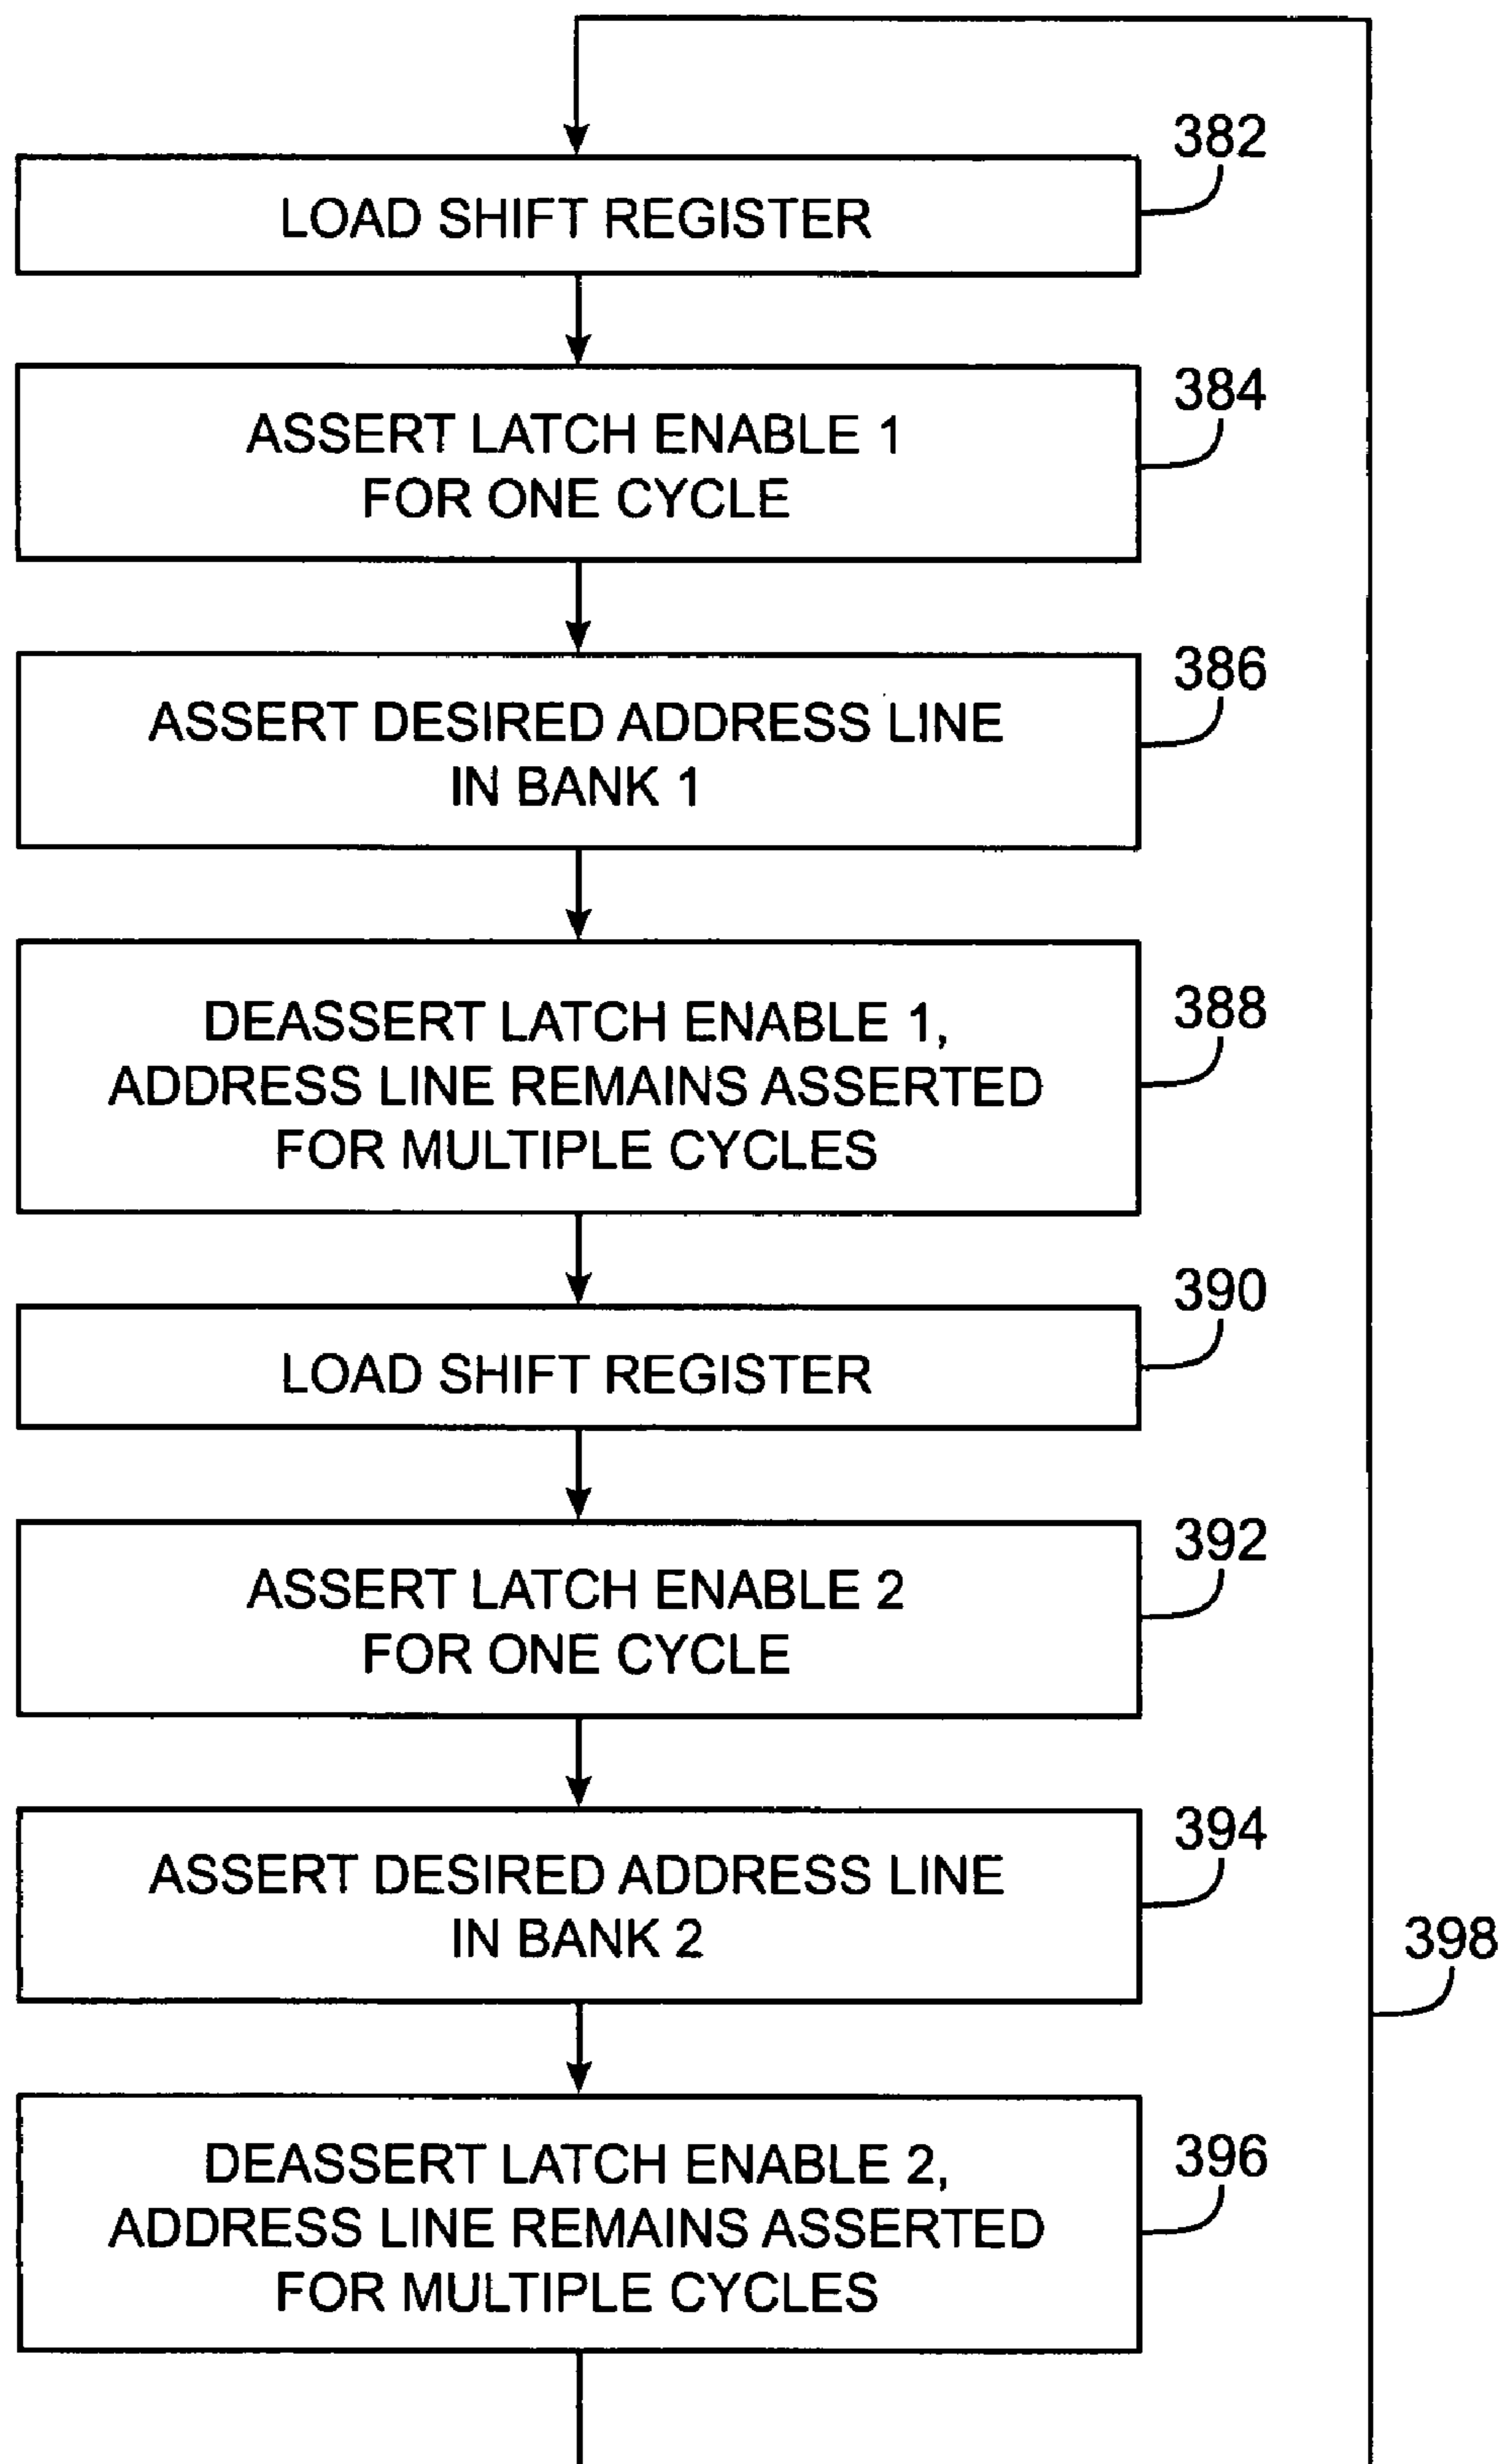 382
LOAD SHIFT REGISTER
384
ASSERT LATCH ENABLE 1
FOR ONE CYCLE
386
ASSERT DESIRED ADDRESS LINE
IN BANK 1
388
DEASSERT LATCH ENABLE 1,
ADDRESS LINE REMAINS ASSERTED
FOR MULTIPLE CYCLES
390
LOAD SHIFT REGISTER
392
ASSERT LATCH ENABLE 2
FOR ONE CYCLE
394
ASSERT DESIRED ADDRESS LINE
IN BANK 2
398
396
DEASSERT LATCH ENABLE 2,
ADDRESS LINE REMAINS ASSERTED
FOR MULTIPLE CYCLES